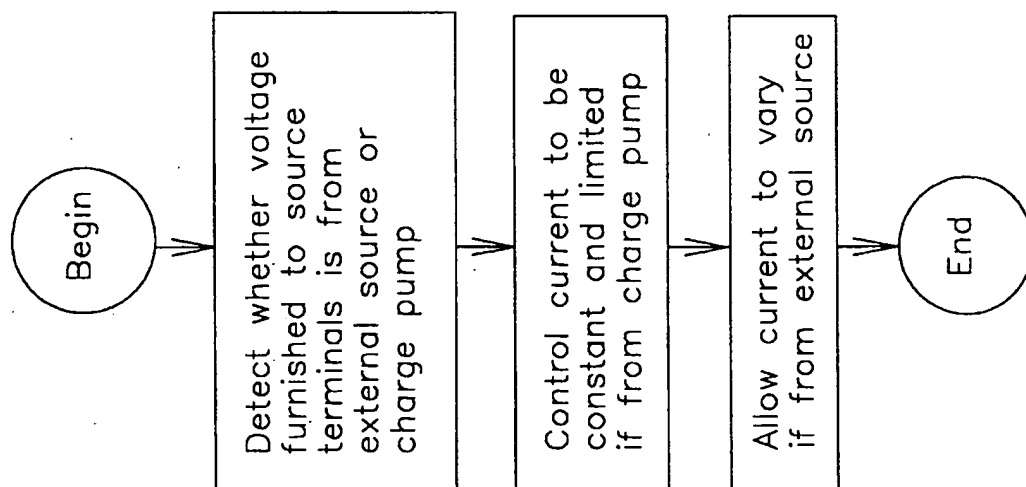 Begin
Detect whether voltage
furnished to source
terminals is from
external source or
charge pump
Control current to be
constant and limited
if from charge pump
Allow current to vary
if from external source
End